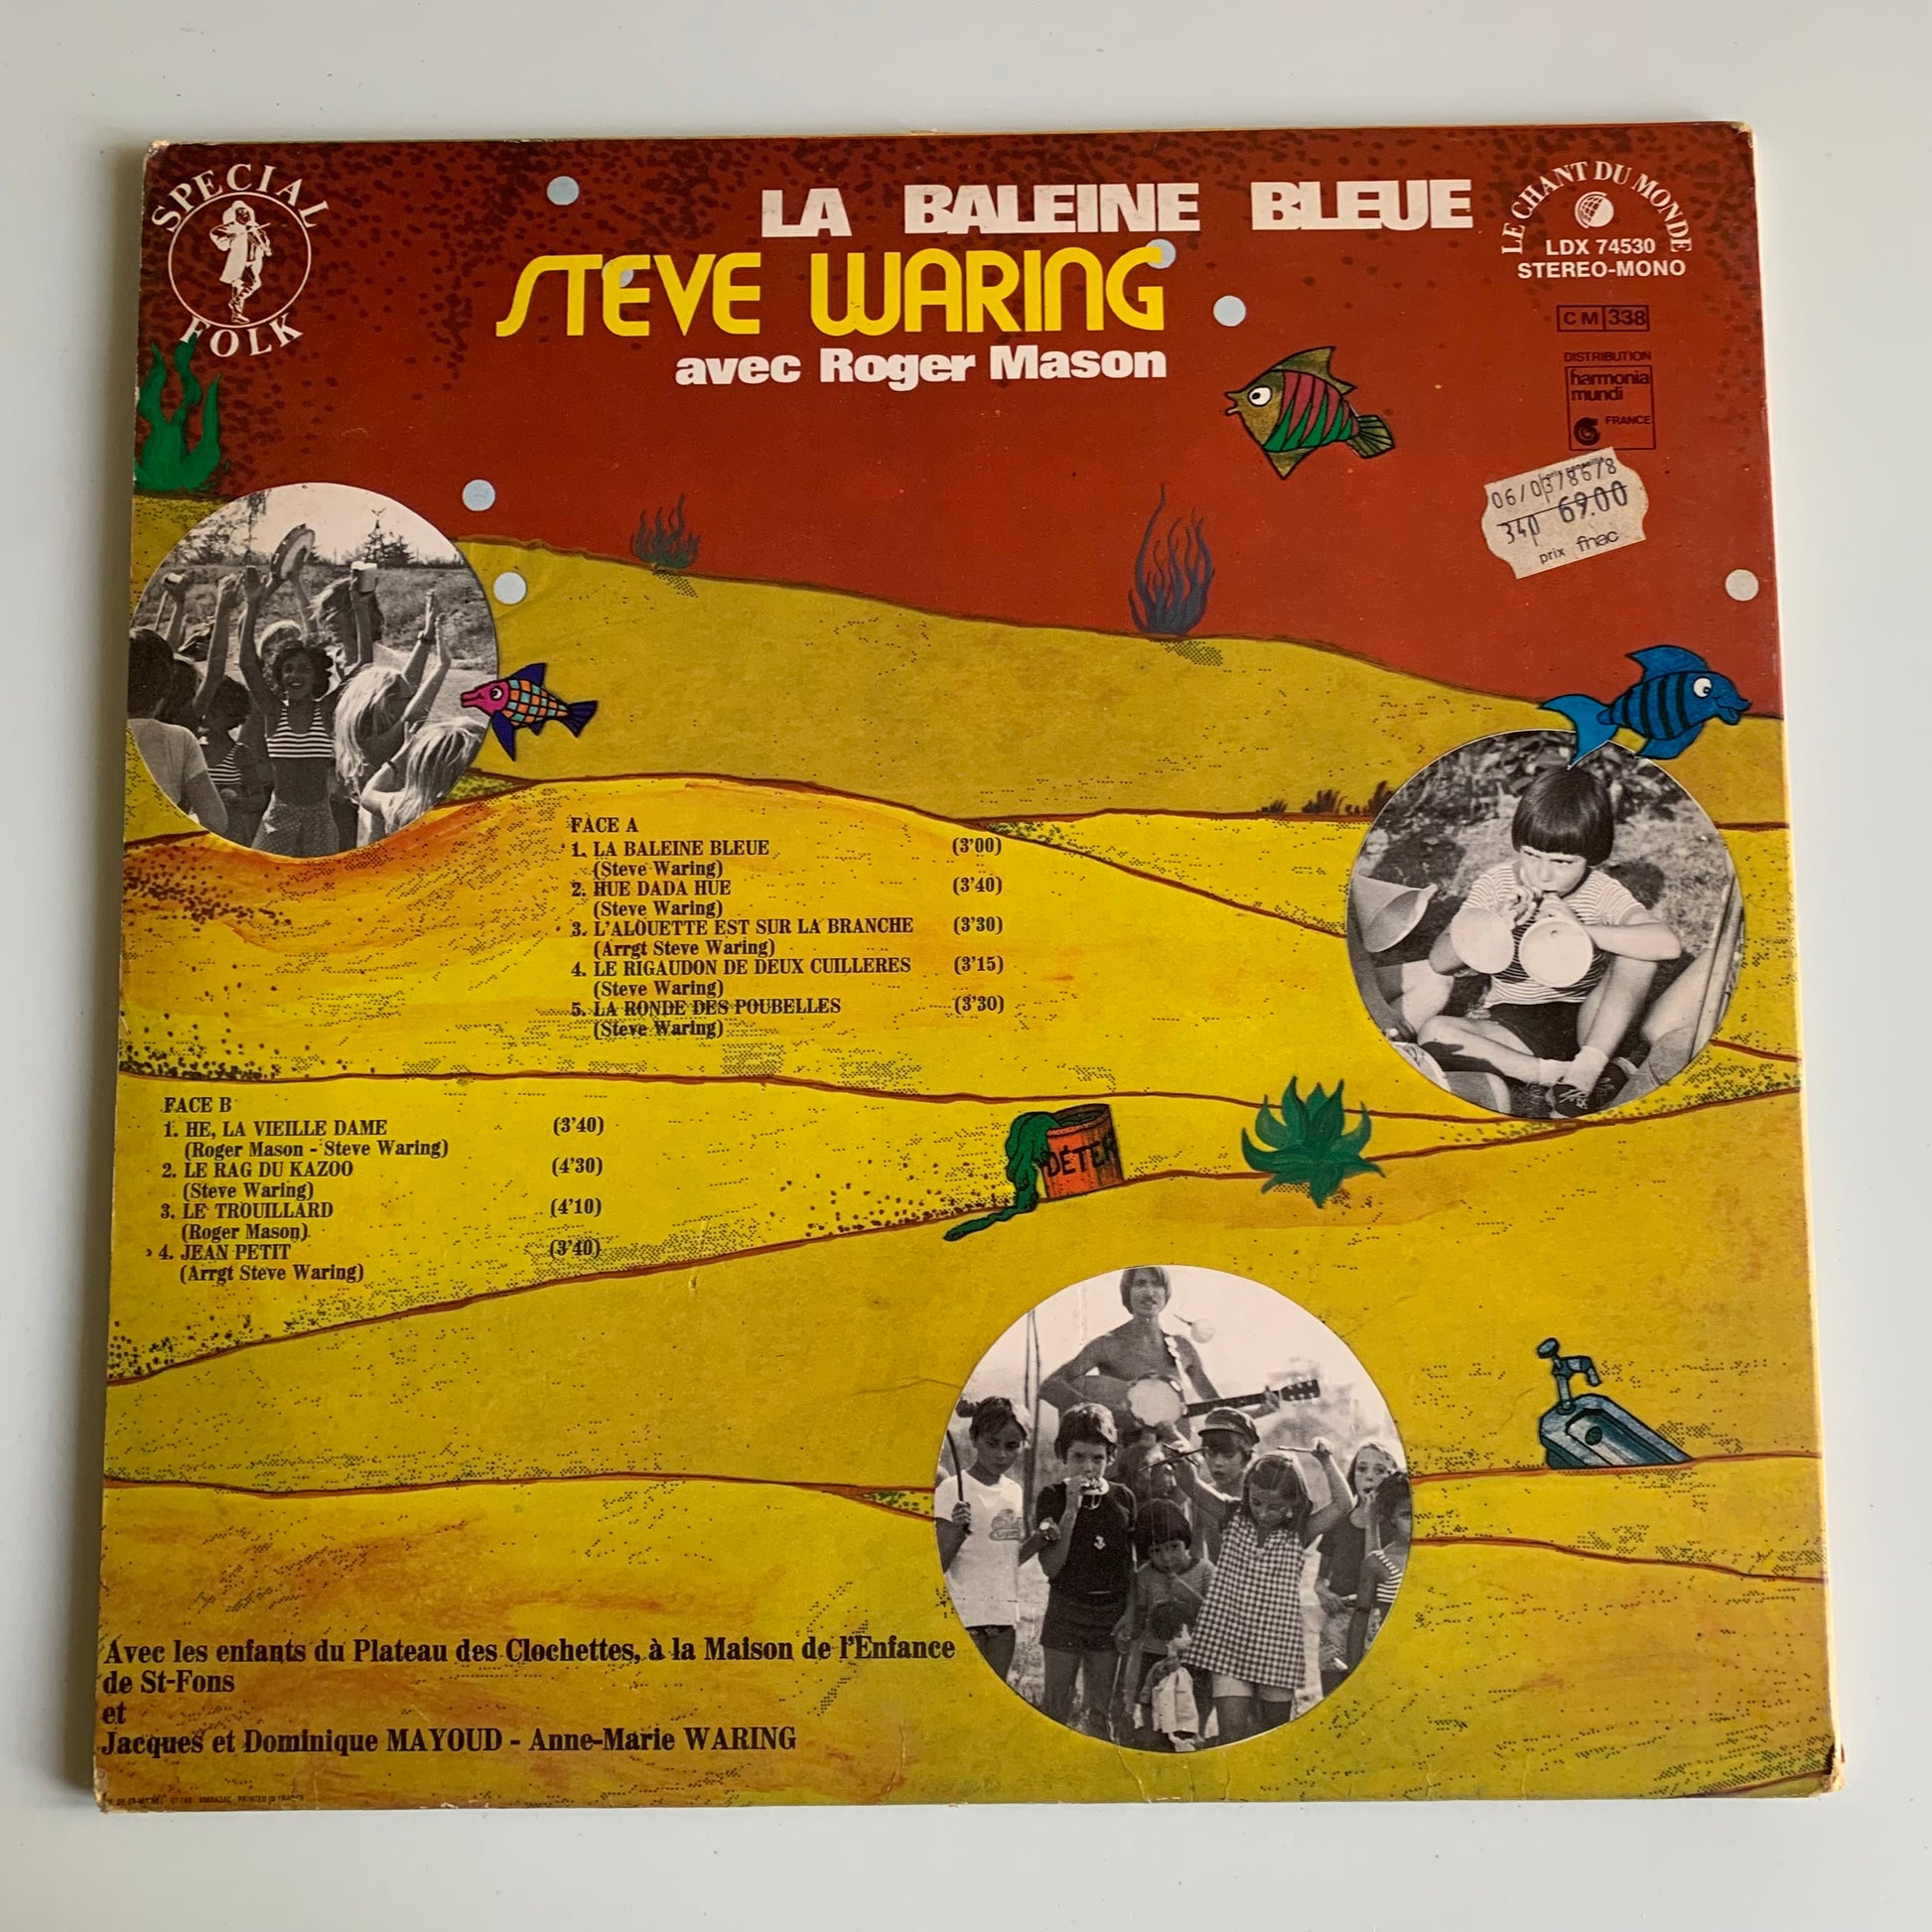 SPECIAL
FOLK
LA BALEINE BLEUE
STEVE WARING
avec Roger Mason
LE CHANT DU MONDE
LDX 74530
STEREO-MONO
CM 338
DISTRIBUTION
harmonia
mundi
FRANCE
340 69.00
prix fnac
FACE A
1. LA BALEINE BLEUE (3'00)
(Steve Waring)
2. HUE DADA HUE (3'40)
(Steve Waring)
3. L'ALOUETTE EST SUR LA BRANCHE (3'30)
(Arrgt Steve Waring)
4. LE RIGAUDON DE DEUX CUILLERES (3'15)
(Steve Waring)
5. LA RONDE DES POUBELLES (3'30)
(Steve Waring)
FACE B
1. HE, LA VIEILLE DAME (3'40)
(Roger Mason - Steve Waring)
2. LE RAG DU KAZOO (4'30)
(Steve Waring)
3. LE TROUILLARD (4'10)
(Roger Mason)
4. JEAN PETIT (3'40)
(Arrgt Steve Waring)
DÉTER
Avec les enfants du Plateau des Clochettes, à la Maison de l'Enfance
de St-Fons
et
Jacques et Dominique MAYOUD - Anne-Marie WARING
PRINTED IN FRANCE